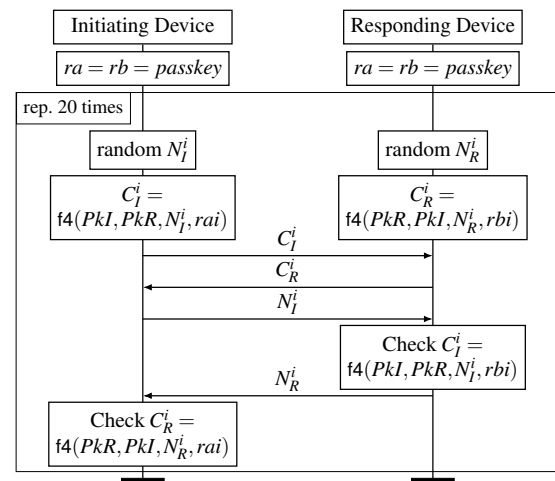 Initiating Device
Responding Device
ra = rb = passkey
ra = rb = passkey
rep. 20 times
random N_I^i
random N_R^i
C_I^i =
f4(PkI, PkR, N_I^i, rai)
C_R^i =
f4(PkR, PkI, N_R^i, rbi)
C_I^i
C_R^i
N_I^i
Check C_I^i =
f4(PkI, PkR, N_I^i, rbi)
N_R^i
Check C_R^i =
f4(PkR, PkI, N_R^i, rai)